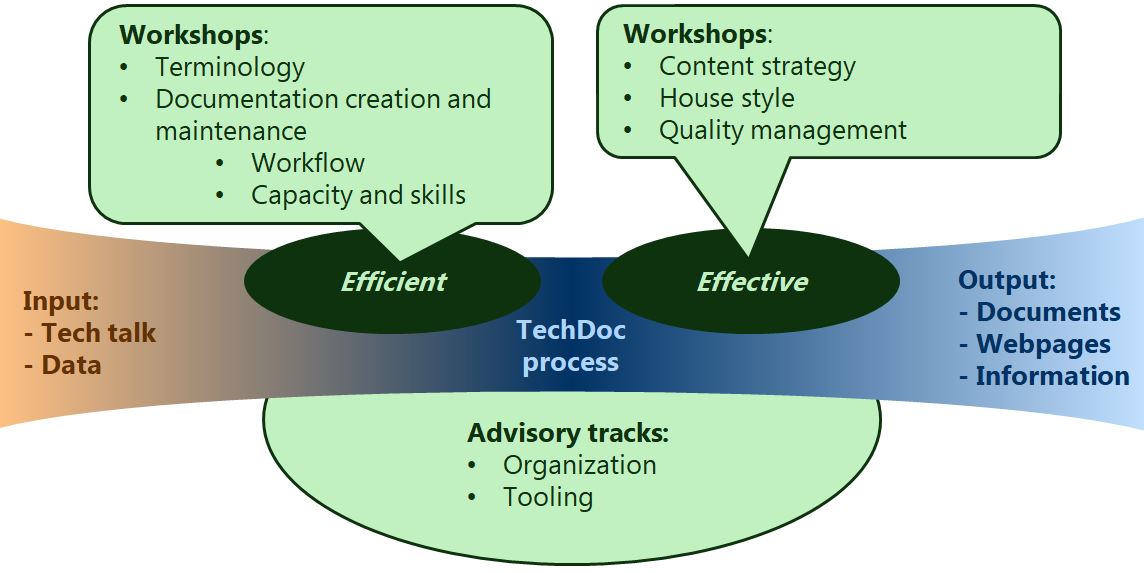 Workshops:
• Terminology
• Documentation creation and
maintenance
• Workflow
• Capacity and skills
Workshops:
• Content strategy
• House style
• Quality management
Efficient
Effective
Input:
- Tech talk
- Data
TechDoc
process
Output:
- Documents
- Webpages
- Information
Advisory tracks:
• Organization
• Tooling